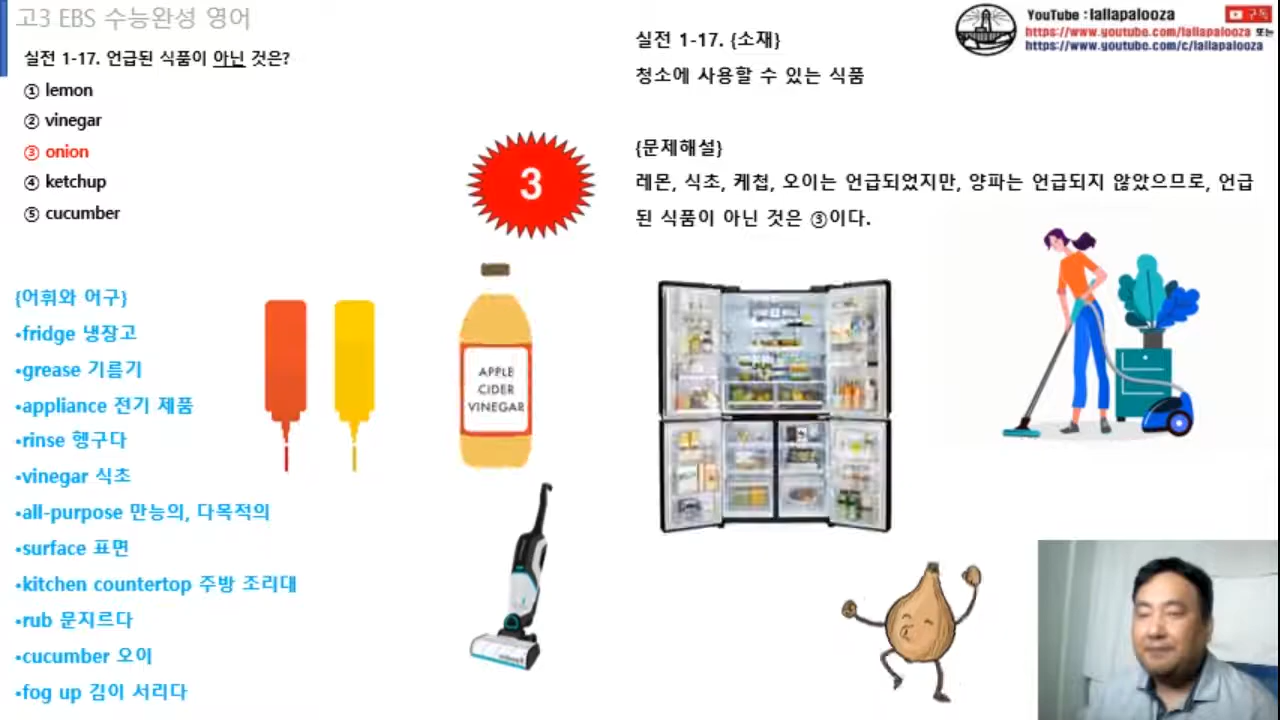 고3 EBS 수능완성 영어
실전 1-17. 언급된 식품이 아닌 것은?
① lemon
② vinegar
③ onion
④ ketchup
⑤ cucumber
3
{어휘와 어구}
•fridge 냉장고
•grease 기름기
•appliance 전기 제품
•rinse 헹구다
•vinegar 식초
•all-purpose 만능의, 다목적의
•surface 표면
•kitchen countertop 주방 조리대
•rub 문지르다
•cucumber 오이
•fog up 김이 서리다
APPLE
CIDER
VINEGAR
실전 1-17. {소재}
청소에 사용할 수 있는 식품
{문제해설}
레몬, 식초, 케첩, 오이는 언급되었지만, 양파는 언급되지 않았으므로, 언급
된 식품이 아닌 것은 ③이다.
YouTube : lallapalooza
구독
https://www.youtube.com/lallapalooza 또는
https://www.youtube.com/c/lallapalooza